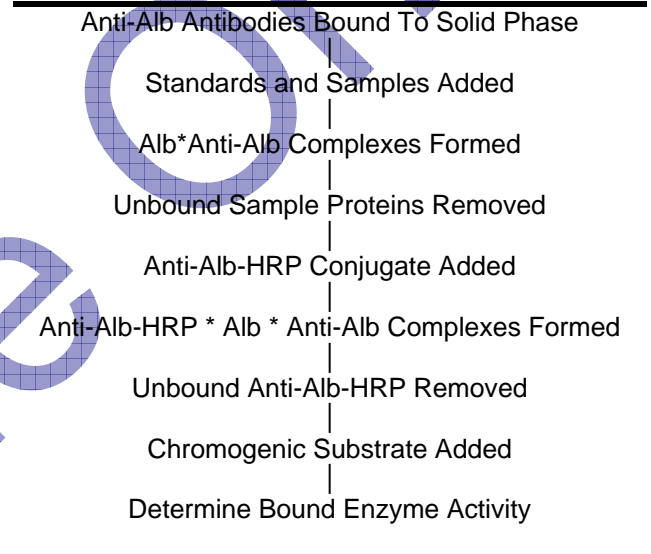 Anti-Alb Antibodies Bound To Solid Phase
Standards and Samples Added
Alb*Anti-Alb Complexes Formed
Unbound Sample Proteins Removed
Anti-Alb-HRP Conjugate Added
Anti-Alb-HRP * Alb * Anti-Alb Complexes Formed
Unbound Anti-Alb-HRP Removed
Chromogenic Substrate Added
Determine Bound Enzyme Activity